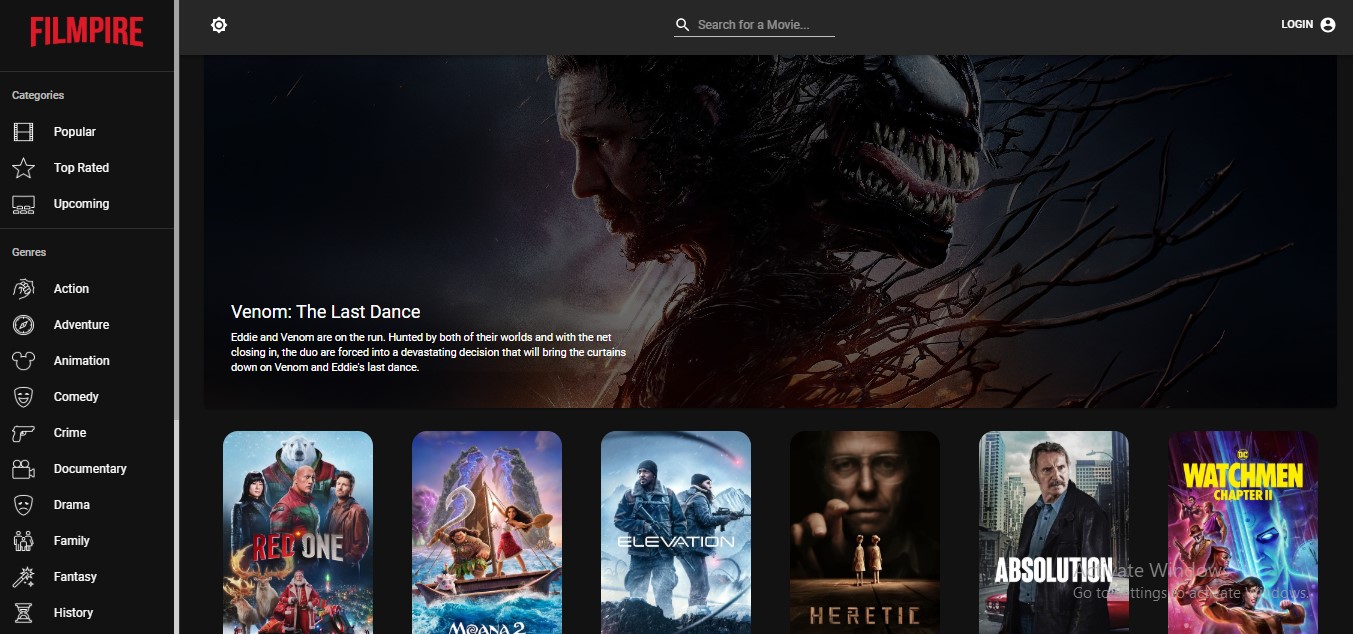 FILMPIRE
Search for a Movie...
LOGIN
Categories
Popular
Top Rated
Upcoming
Genres
Action
Adventure
Animation
Comedy
Crime
Documentary
Drama
Family
Fantasy
History
Venom: The Last Dance
Eddie and Venom are on the run. Hunted by both of their worlds and with the net
closing in, the duo are forced into a devastating decision that will bring the curtains
down on Venom and Eddie's last dance.
RED ONE
MOANA 2
ELEVATION
HERETIC
ABSOLUTION
DC
WATCHMEN
CHAPTER II
Activate Windows
Go to Settings to activate Windows.